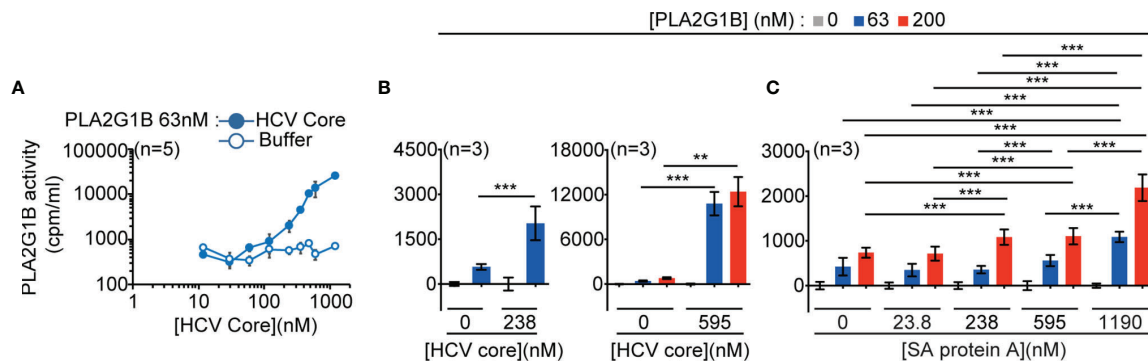 [PLA2G1B] (nM) : 0 63 200
A
PLA2G1B 63nM : HCV Core
Buffer
PLA2G1B activity
(cpm/ml)
100000
10000
1000
100
(n=5)
1 10 100 1000
[HCV Core](nM)
B
4500
3000
1500
0
(n=3)
***
0 238
[HCV core](nM)
18000
12000
6000
0
(n=3)
**
***
0 595
[HCV core](nM)
C
***
***
***
***
***
***
***
***
***
***
***
***
***
3000
2000
1000
0
(n=3)
0 23.8 238 595 1190
[SA protein A](nM)